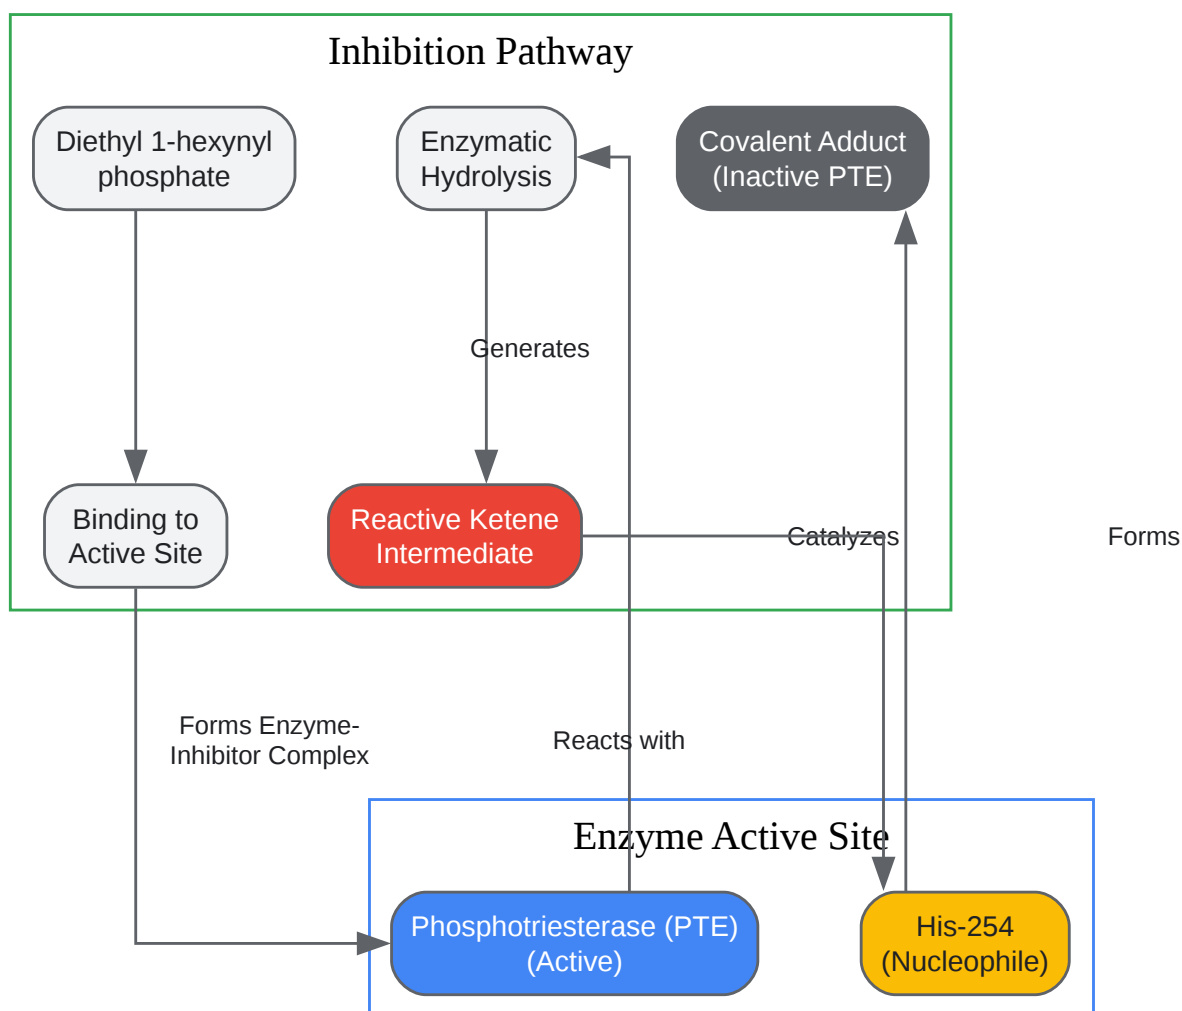 Inhibition Pathway
Diethyl 1-hexynyl
phosphate
Enzymatic
Hydrolysis
Covalent Adduct
(Inactive PTE)
Generates
Binding to
Active Site
Reactive Ketene
Intermediate
Catalyzes
Forms
Forms Enzyme-
Inhibitor Complex
Reacts with
Enzyme Active Site
Phosphotriesterase (PTE)
(Active)
His-254
(Nucleophile)